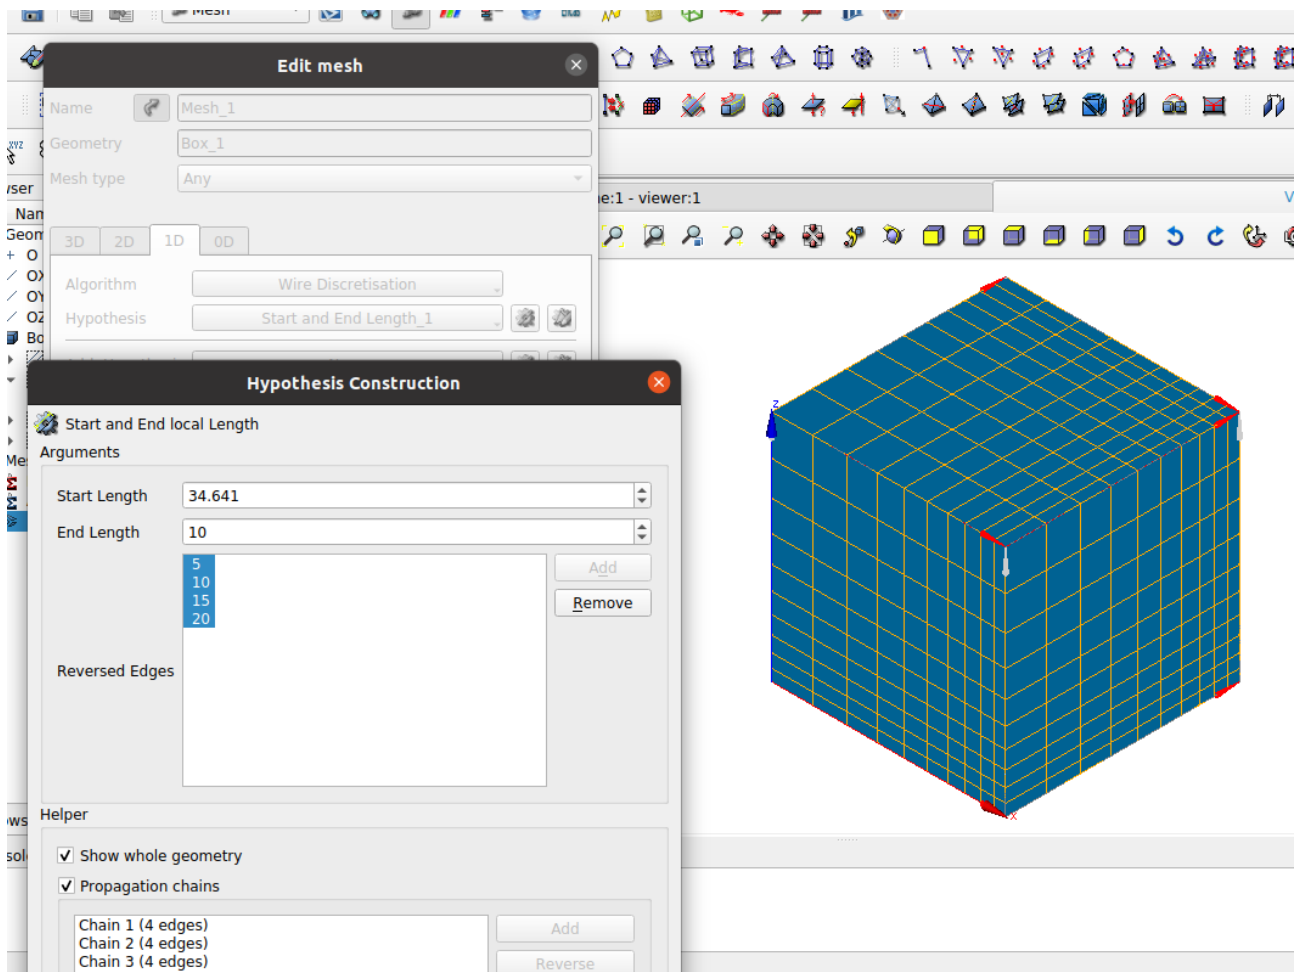 Mesh
Edit mesh
Name
Mesh_1
Geometry
Box_1
Mesh type
Any
e:1 - viewer:1
3D
2D
1D
0D
Algorithm
Wire Discretisation
Hypothesis
Start and End Length_1
XYZ
Geom
O
Hypothesis Construction
Start and End local Length
Arguments
Start Length
34.641
End Length
10
5
10
15
20
Add
Remove
Reversed Edges
Helper
Show whole geometry
Propagation chains
Chain 1 (4 edges)
Chain 2 (4 edges)
Chain 3 (4 edges)
Add
Reverse
z
x